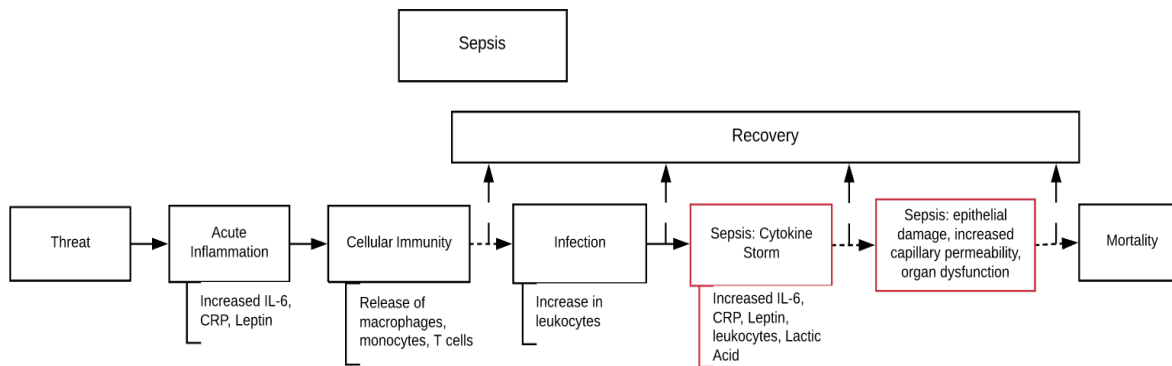 Sepsis
Recovery
Threat
Acute
Inflammation
Cellular Immunity
Infection
Sepsis: Cytokine
Storm
Sepsis: epithelial
damage, increased
capillary permeability,
organ dysfunction
Mortality
Increased IL-6,
CRP, Leptin
Release of
macrophages,
monocytes, T cells
Increase in
leukocytes
Increased IL-6,
CRP, Leptin,
leukocytes, Lactic
Acid